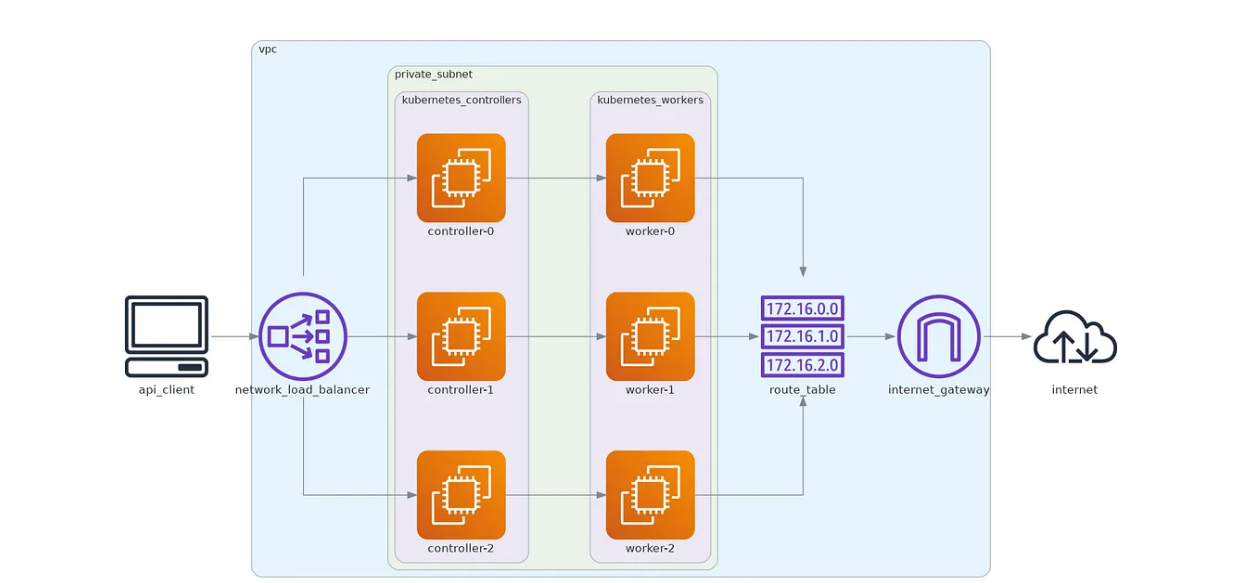 vpc
private_subnet
kubernetes_controllers
kubernetes_workers
controller-0
worker-0
172.16.0.0
172.16.1.0
172.16.2.0
api_client
network_load_balancer
controller-1
worker-1
route_table
internet_gateway
internet
controller-2
worker-2